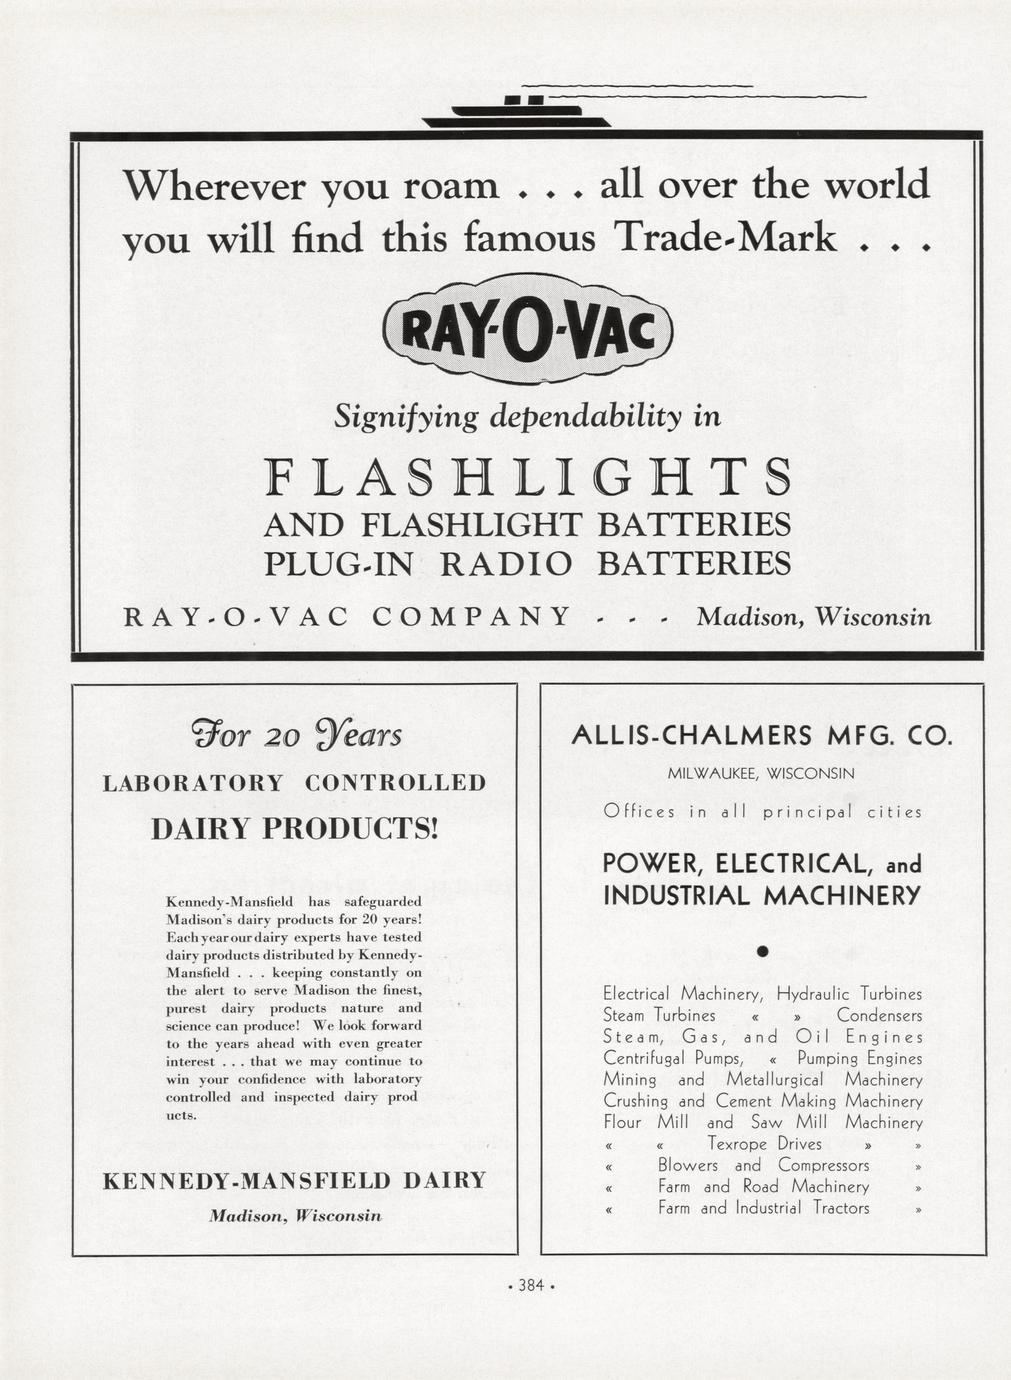 Wherever you roam . . . all over the world
you will find this famous Trade-Mark . . .
RAY-O-VAC
Signifying dependability in
FLASHLIGHTS
AND FLASHLIGHT BATTERIES
PLUG-IN RADIO BATTERIES
RAY-O-VAC COMPANY - - - Madison, Wisconsin
For 20 Years
LABORATORY CONTROLLED
DAIRY PRODUCTS!
Kennedy-Mansfield has safeguarded
Madison's dairy products for 20 years!
Each year our dairy experts have tested
dairy products distributed by Kennedy-
Mansfield . . . keeping constantly on
the alert to serve Madison the finest,
purest dairy products nature and
science can produce! We look forward
to the years ahead with even greater
interest . . . that we may continue to
win your confidence with laboratory
controlled and inspected dairy prod
ucts.
KENNEDY-MANSFIELD DAIRY
Madison, Wisconsin
ALLIS-CHALMERS MFG. CO.
MILWAUKEE, WISCONSIN
Offices in all principal cities
POWER, ELECTRICAL, and
INDUSTRIAL MACHINERY
●
Electrical Machinery, Hydraulic Turbines
Steam Turbines « » Condensers
Steam, Gas, and Oil Engines
Centrifugal Pumps, « Pumping Engines
Mining and Metallurgical Machinery
Crushing and Cement Making Machinery
Flour Mill and Saw Mill Machinery
« « Texrope Drives » »
« Blowers and Compressors »
« Farm and Road Machinery »
« Farm and Industrial Tractors »
• 384 •